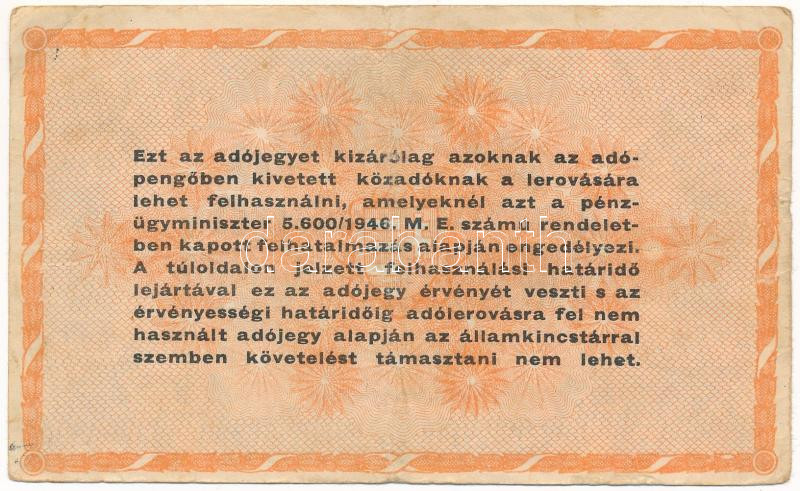 Ezt az adójegyet kizárólag azoknak az adó-
pengőben kivetett közadóknak a lerovására
lehet felhasználni, amelyeknél azt a pénz-
ügyminiszter 5.600/1946. M. E. számú rendelet-
ben kapott felhatalmazás alapján engedélyezi.
A túloldalon jelzett felhasználási határidő
lejártával ez az adójegy érvényét veszti s az
érvényességi határidőig adólerovásra fel nem
használt adójegy alapján az államkincstárral
szemben követelést támasztani nem lehet.
darabanth